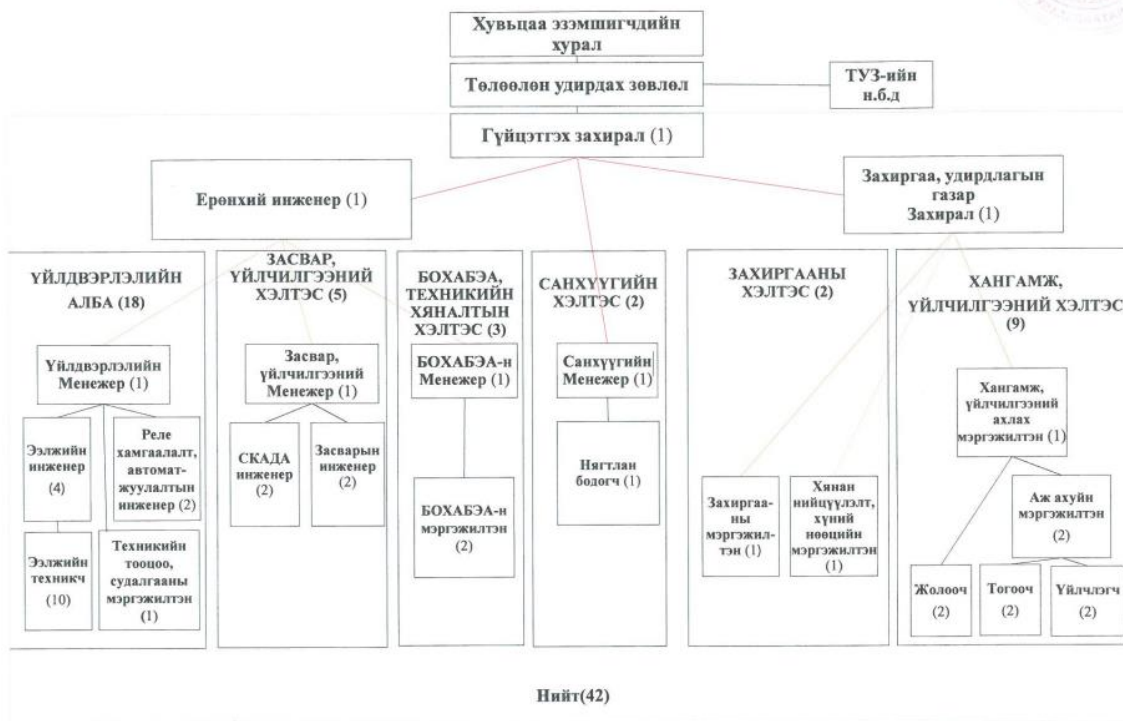 Хувьцаа эзэмшигчдийн
хурал
Төлөөлөн удирдах зөвлөл
ТУЗ-ийн
н.б.д
Гүйцэтгэх захирал (1)
Ерөнхий инженер (1)
Захиргаа, удирдлагын
газар
Захирал (1)
ҮЙЛДВЭРЛЭЛИЙН
АЛБА (18)
Үйлдвэрлэлийн
Менежер (1)
Ээлжийн
инженер
(4)
Реле
хамгаалалт,
автомат-
жуулалтын
инженер (2)
Ээлжийн
техникч
(10)
Техникийн
тооцоо,
судалгааны
мэргэжилтэн
(1)
ЗАСВАР,
ҮЙЛЧИЛГЭЭНИЙ
ХЭЛТЭС (5)
Засвар,
үйлчилгээний
Менежер (1)
СКАДА
инженер
(2)
Засварын
инженер
(2)
БОХАБЭА,
ТЕХНИКИЙН
ХЯНАЛТЫН
ХЭЛТЭС (3)
БОХАБЭА-н
Менежер (1)
БОХАБЭА-н
мэргэжилтэн
(2)
САНХҮҮГИЙН
ХЭЛТЭС (2)
Санхүүгийн
Менежер (1)
Нягтлан
бодогч (1)
ЗАХИРГААНЫ
ХЭЛТЭС (2)
Захиргаа-
ны
мэргэжил-
тэн (1)
Хянан
нийцүүлэлт,
хүний
нөөцийн
мэргэжилтэн
(1)
ХАНГАМЖ,
ҮЙЛЧИЛГЭЭНИЙ ХЭЛТЭС
(9)
Хангамж,
үйлчилгээний
ахлах
мэргэжилтэн (1)
Аж ахуйн
мэргэжилтэн
(2)
Жолооч
(2)
Тогооч
(2)
Үйлчлэгч
(2)
Нийт(42)